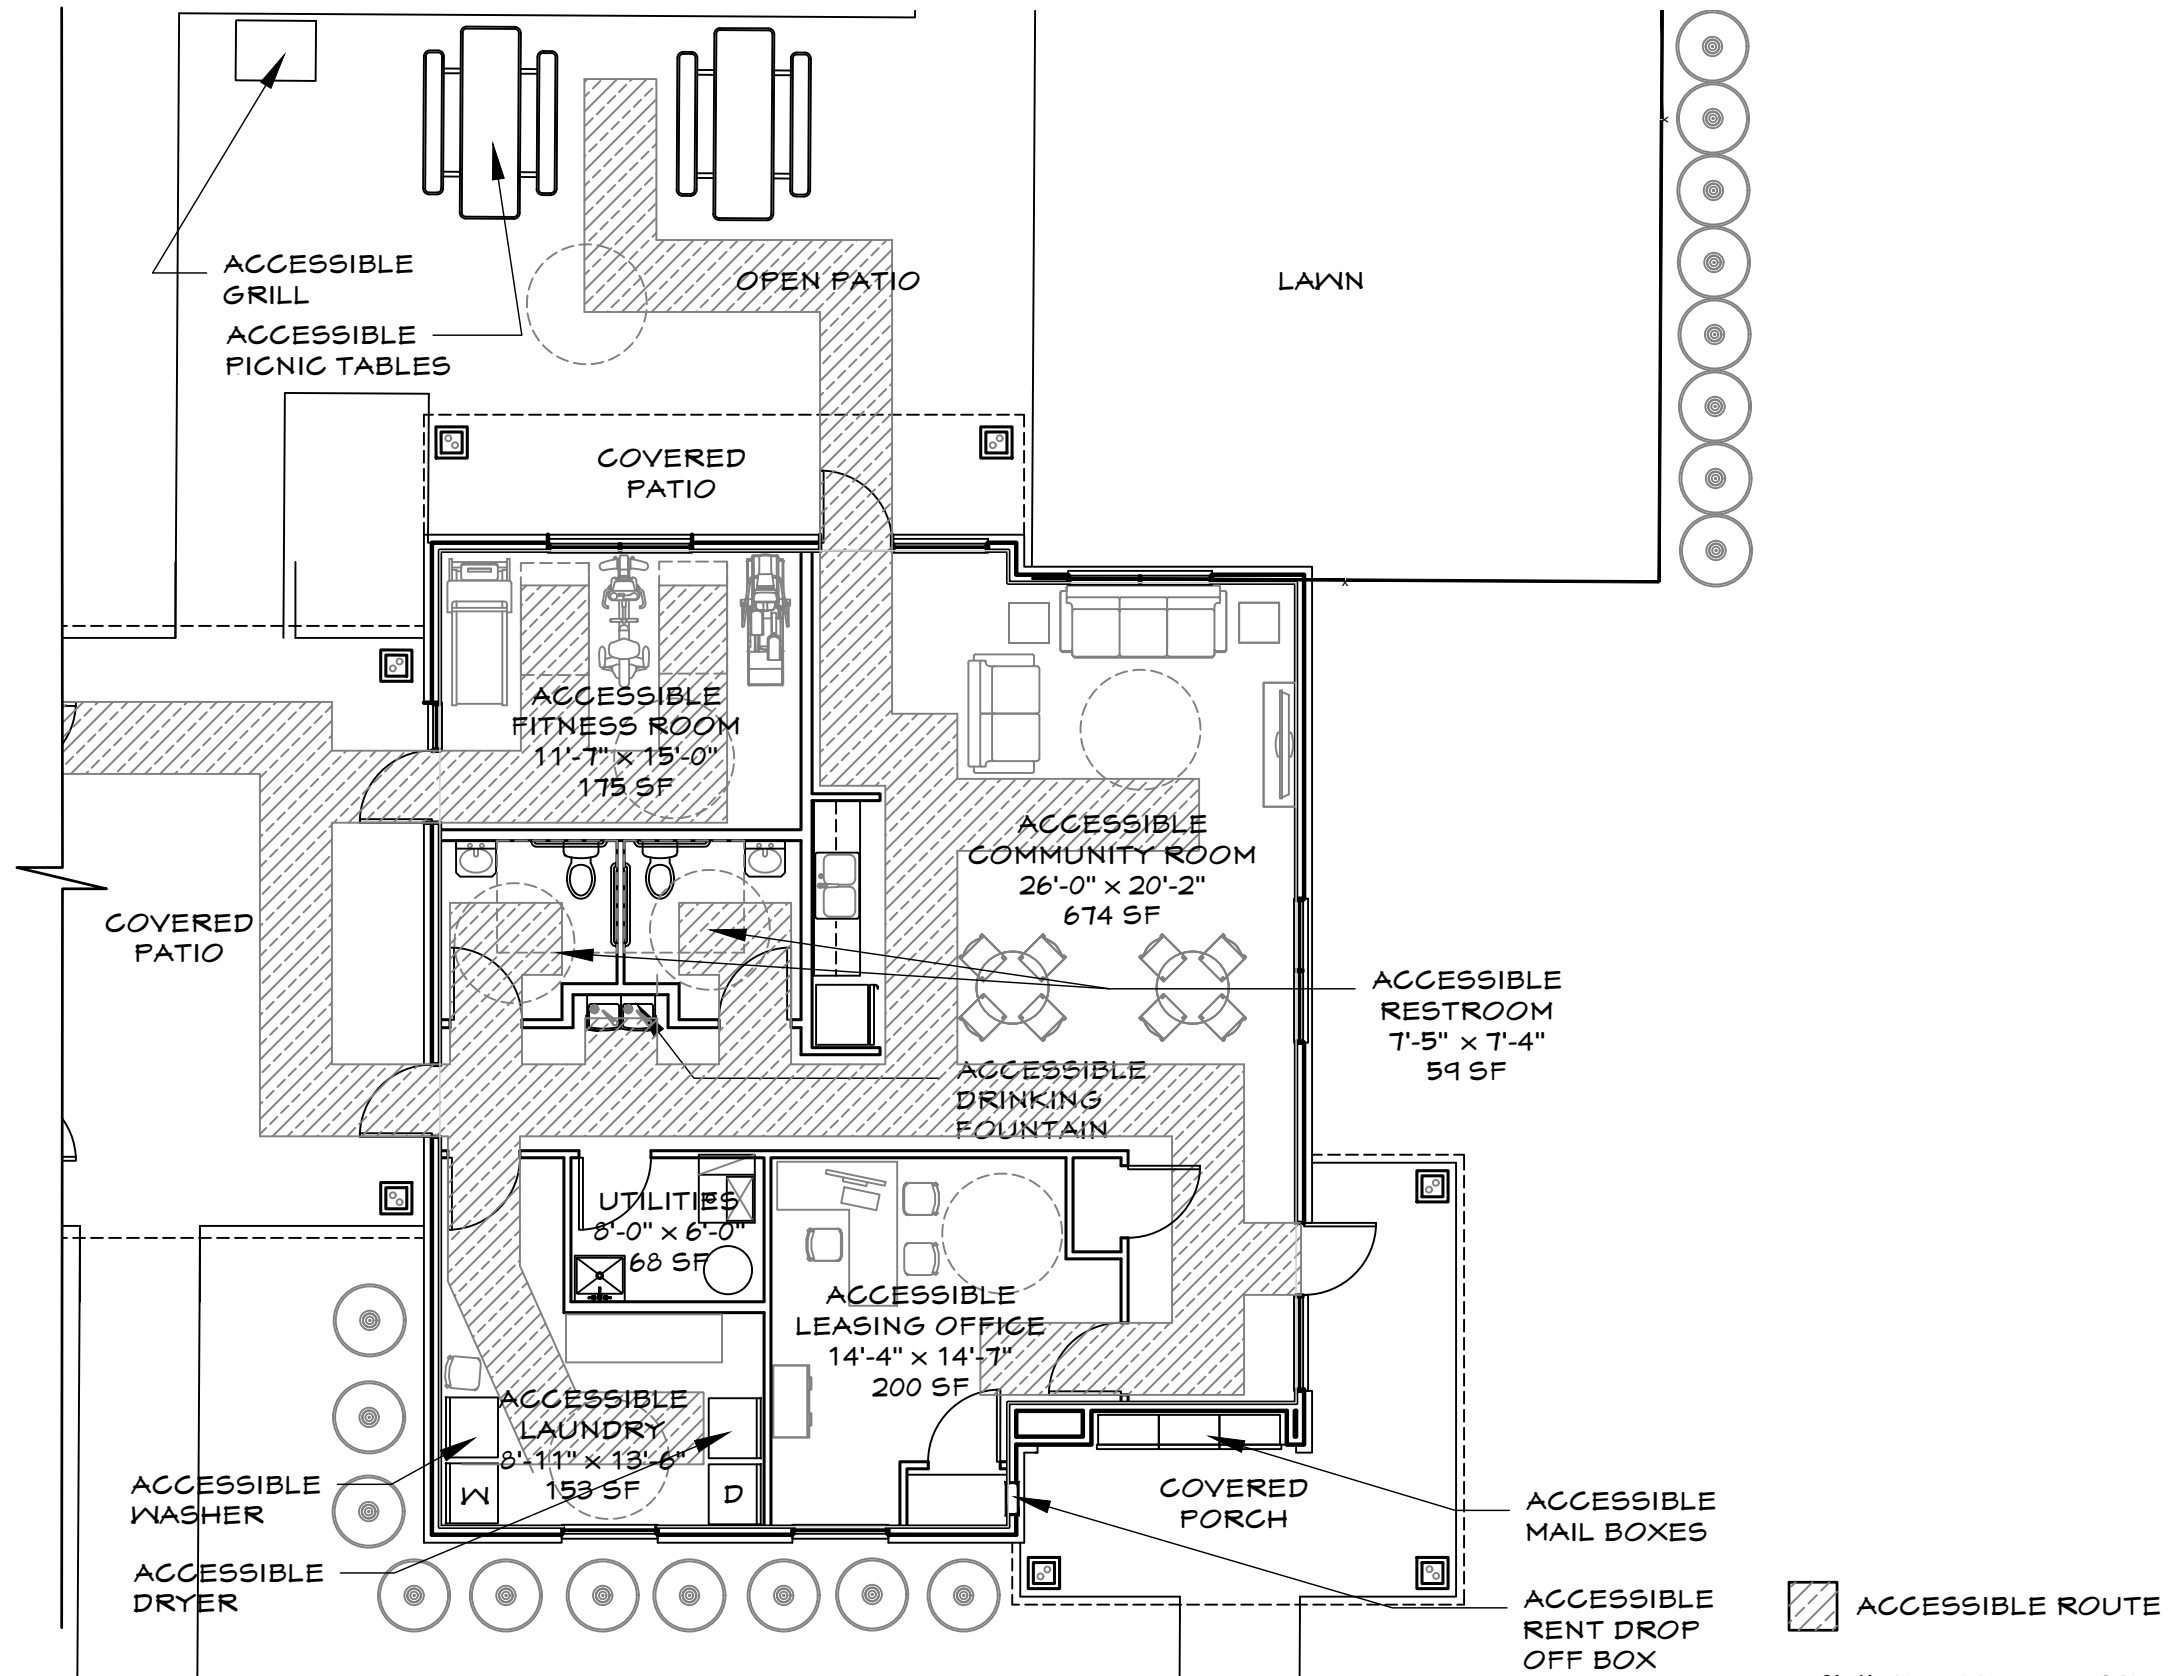 ACCESSIBLE
GRILL
ACCESSIBLE
PICNIC TABLES
OPEN PATIO
LAWN
COVERED
PATIO
ACCESSIBLE
FITNESS ROOM
11'-7" x 15'-0"
175 SF
ACCESSIBLE
COMMUNITY ROOM
26'-0" x 20'-2"
674 SF
COVERED
PATIO
ACCESSIBLE
RESTROOM
7'-5" x 7'-4"
59 SF
ACCESSIBLE
DRINKING
FOUNTAIN
UTILITIES
8'-0" x 6'-0"
68 SF
ACCESSIBLE
LEASING OFFICE
14'-4" x 14'-7"
200 SF
ACCESSIBLE
LAUNDRY
8'-11" x 13'-6"
153 SF
W
D
ACCESSIBLE
WASHER
ACCESSIBLE
DRYER
COVERED
PORCH
ACCESSIBLE
MAIL BOXES
ACCESSIBLE
RENT DROP
OFF BOX
ACCESSIBLE ROUTE